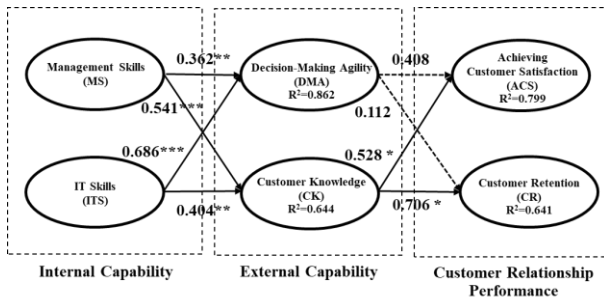 Management Skills
(MS)
IT Skills
(ITS)
Internal Capability
0.362**
0.541***
0.686***
0.404**
Decision-Making Agility
(DMA)
R²=0.862
Customer Knowledge
(CK)
R²=0.644
External Capability
0.408
0.112
0.528 *
0.706 *
Achieving
Customer Satisfaction
(ACS)
R²=0.799
Customer Retention
(CR)
R²=0.641
Customer Relationship
Performance